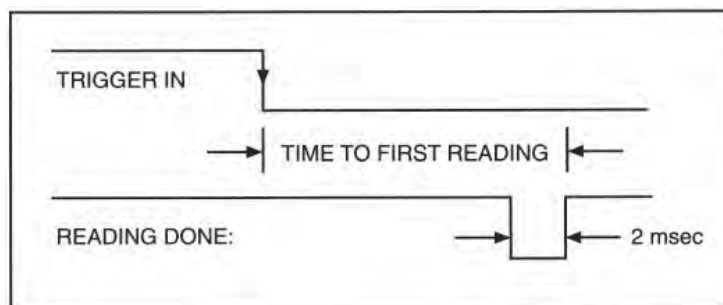 TRIGGER IN
TIME TO FIRST READING
READING DONE:
2 msec